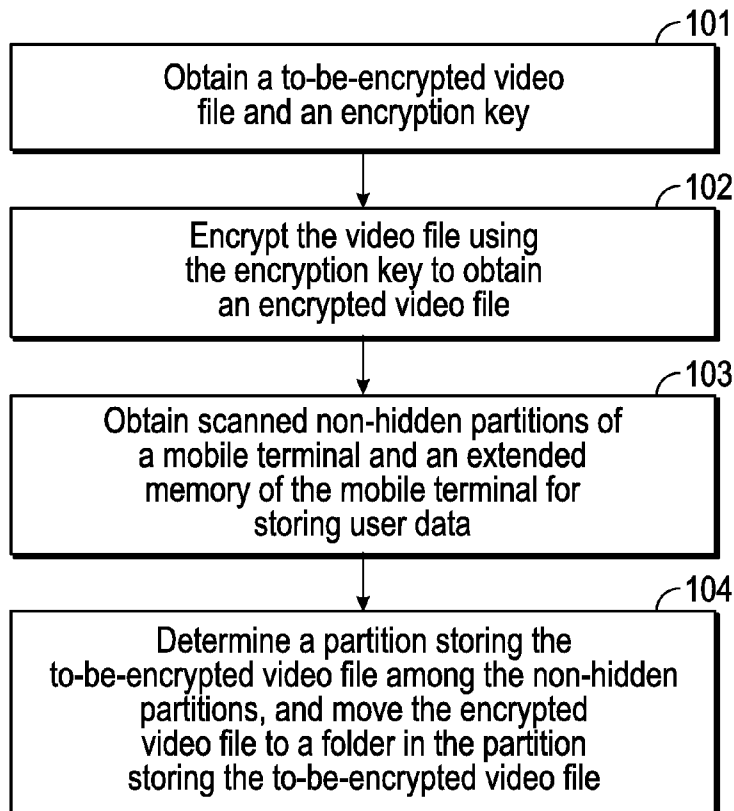 101
Obtain a to-be-encrypted video
file and an encryption key
102
Encrypt the video file using
the encryption key to obtain
an encrypted video file
103
Obtain scanned non-hidden partitions of
a mobile terminal and an extended
memory of the mobile terminal for
storing user data
104
Determine a partition storing the
to-be-encrypted video file among the non-hidden
partitions, and move the encrypted
video file to a folder in the partition
storing the to-be-encrypted video file